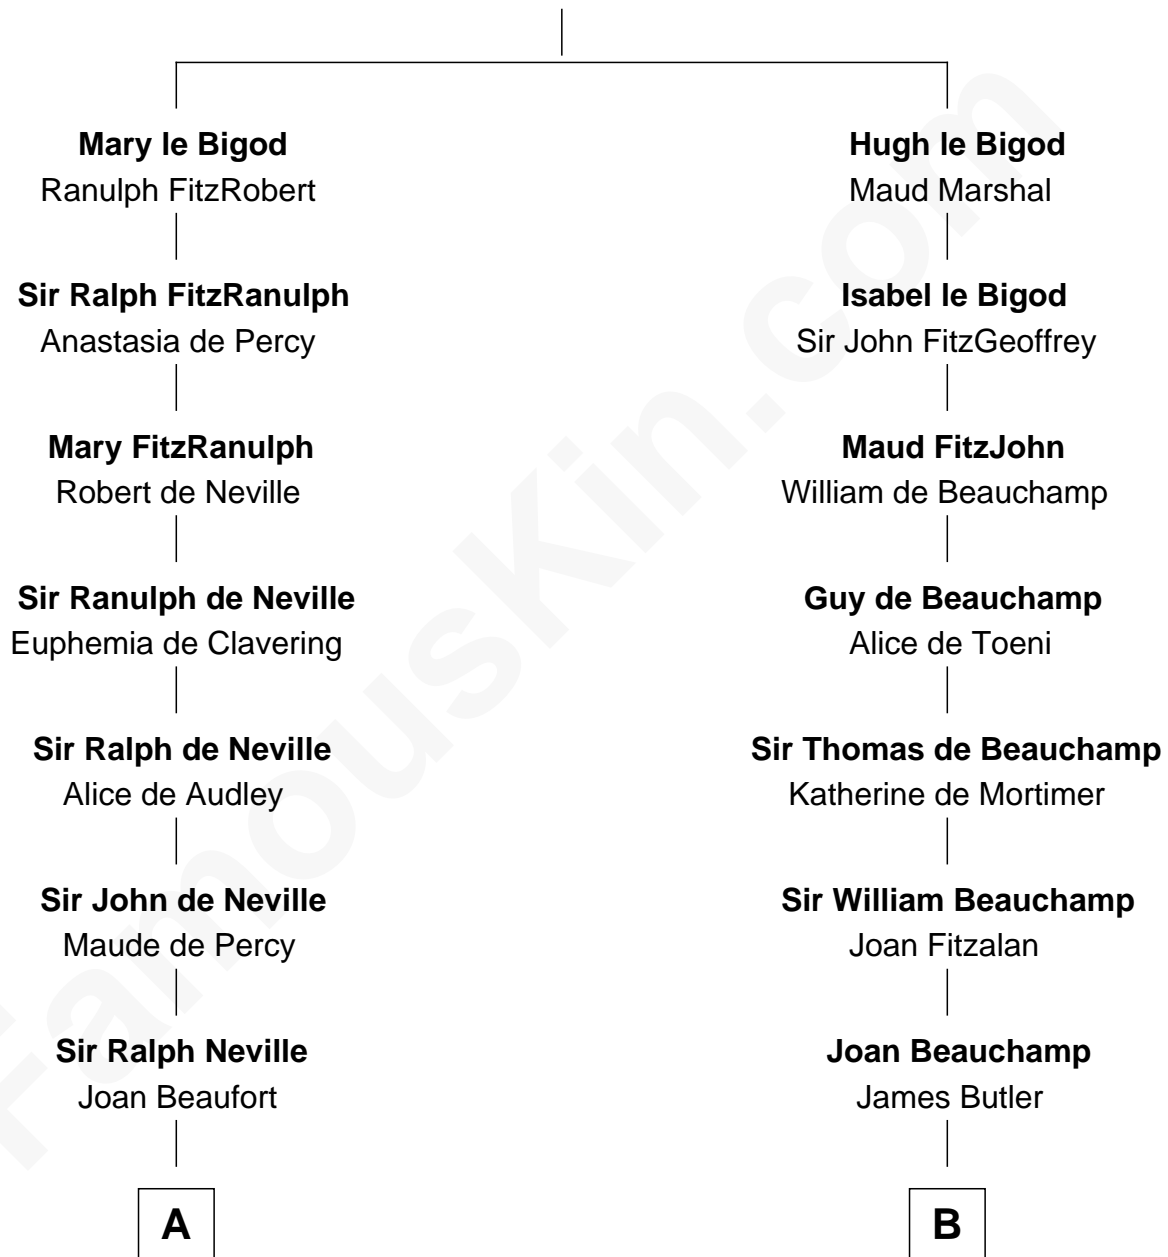 Mary le Bigod
Ranulph FitzRobert
Hugh le Bigod
Maud Marshal
Sir Ralph FitzRanulph
Anastasia de Percy
Isabel le Bigod
Sir John FitzGeoffrey
Mary FitzRanulph
Robert de Neville
Maud FitzJohn
William de Beauchamp
Sir Ranulph de Neville
Euphemia de Clavering
Guy de Beauchamp
Alice de Toeni
Sir Ralph de Neville
Alice de Audley
Sir Thomas de Beauchamp
Katherine de Mortimer
Sir John de Neville
Maude de Percy
Sir William Beauchamp
Joan Fitzalan
Sir Ralph Neville
Joan Beaufort
Joan Beauchamp
James Butler
A
B
FamousKin.com